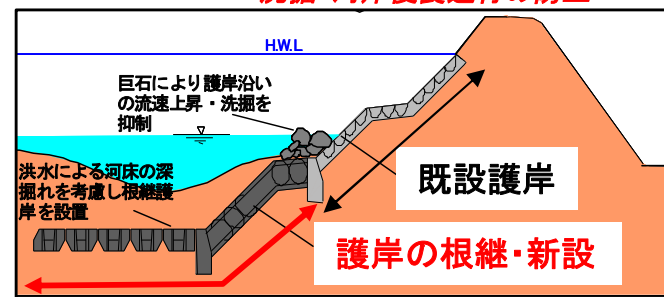 H.W.L
巨石により護岸沿い
の流速上昇・洗掘を
抑制
洪水による河床の深
掘れを考慮し根継護
岸を設置
既設護岸
護岸の根継・新設